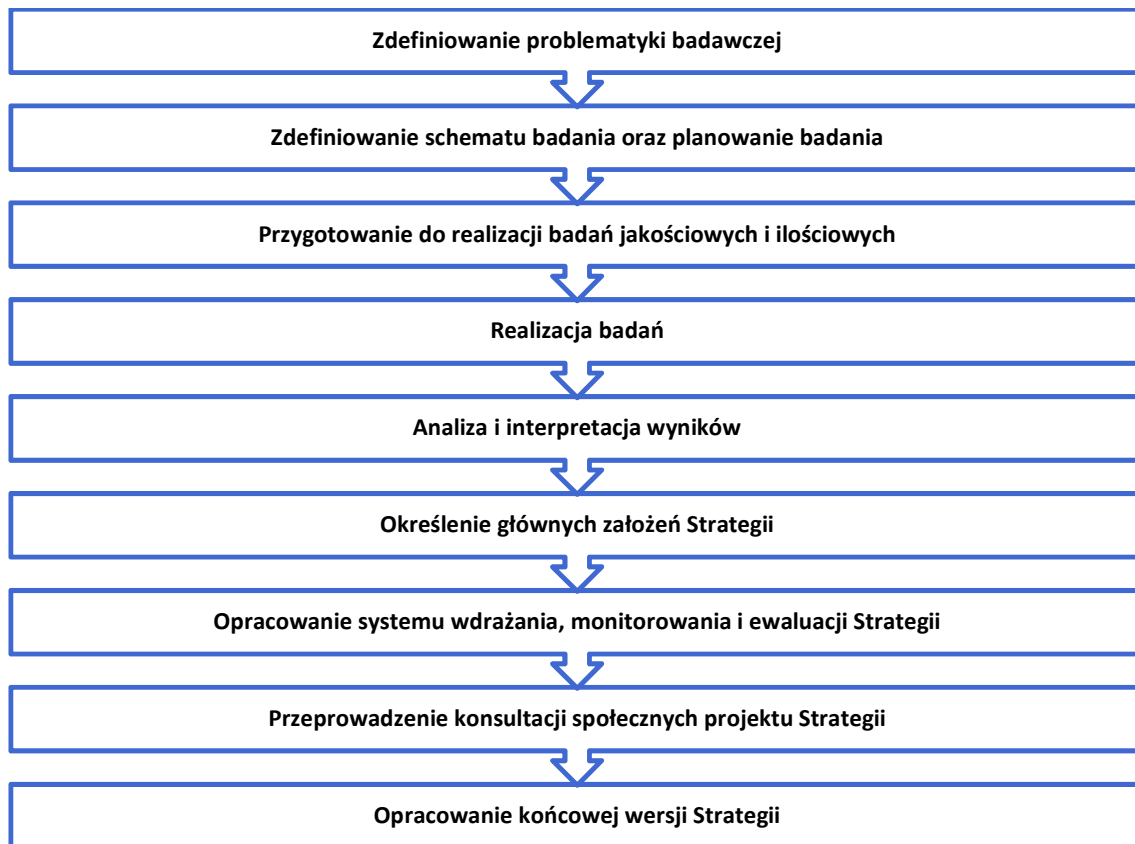 Zdefiniowanie problematyki badawczej
Zdefiniowanie schematu badania oraz planowanie badania
Przygotowanie do realizacji badań jakościowych i ilościowych
Realizacja badań
Analiza i interpretacja wyników
Określenie głównych założeń Strategii
Opracowanie systemu wdrażania, monitorowania i ewaluacji Strategii
Przeprowadzenie konsultacji społecznych projektu Strategii
Opracowanie końcowej wersji Strategii